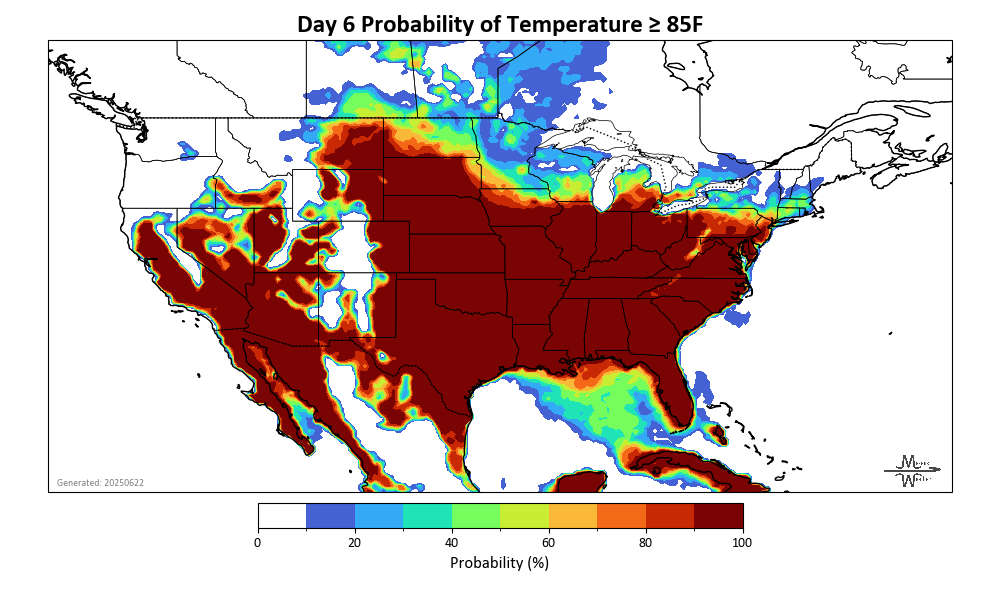 Day 6 Probability of Temperature ≥ 85F
Generated: 20250622
0 20 40 60 80 100
Probability (%)